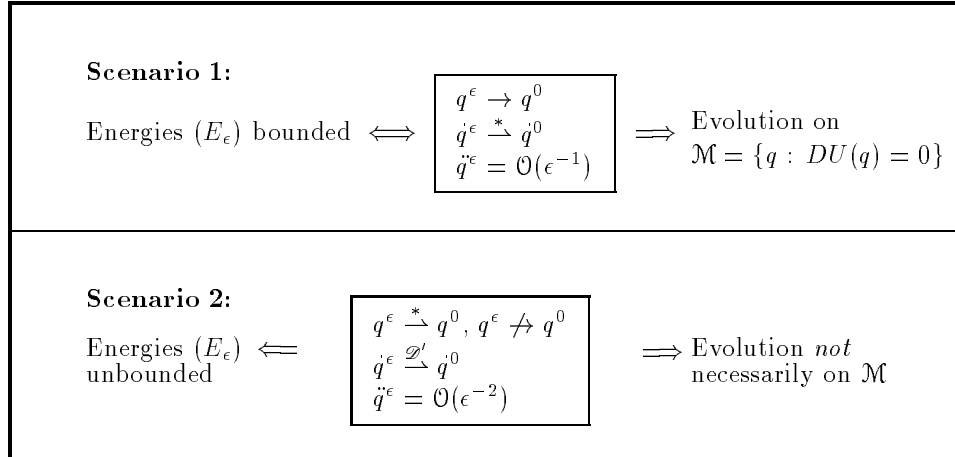 Scenario 1:
Energies (E_ϵ) bounded ⟺
q^ϵ → q^0
q̇^ϵ ⇀^* q̇^0
q̈^ϵ = O(ϵ^{-1})
⟹ Evolution on
M = {q : DU(q) = 0}
Scenario 2:
Energies (E_ϵ) ⟸
unbounded
q^ϵ ⇀^* q^0, q^ϵ ↛ q^0
q̇^ϵ ⇀^{𝒟′} q̇^0
q̈^ϵ = O(ϵ^{-2})
⟹ Evolution not
necessarily on M